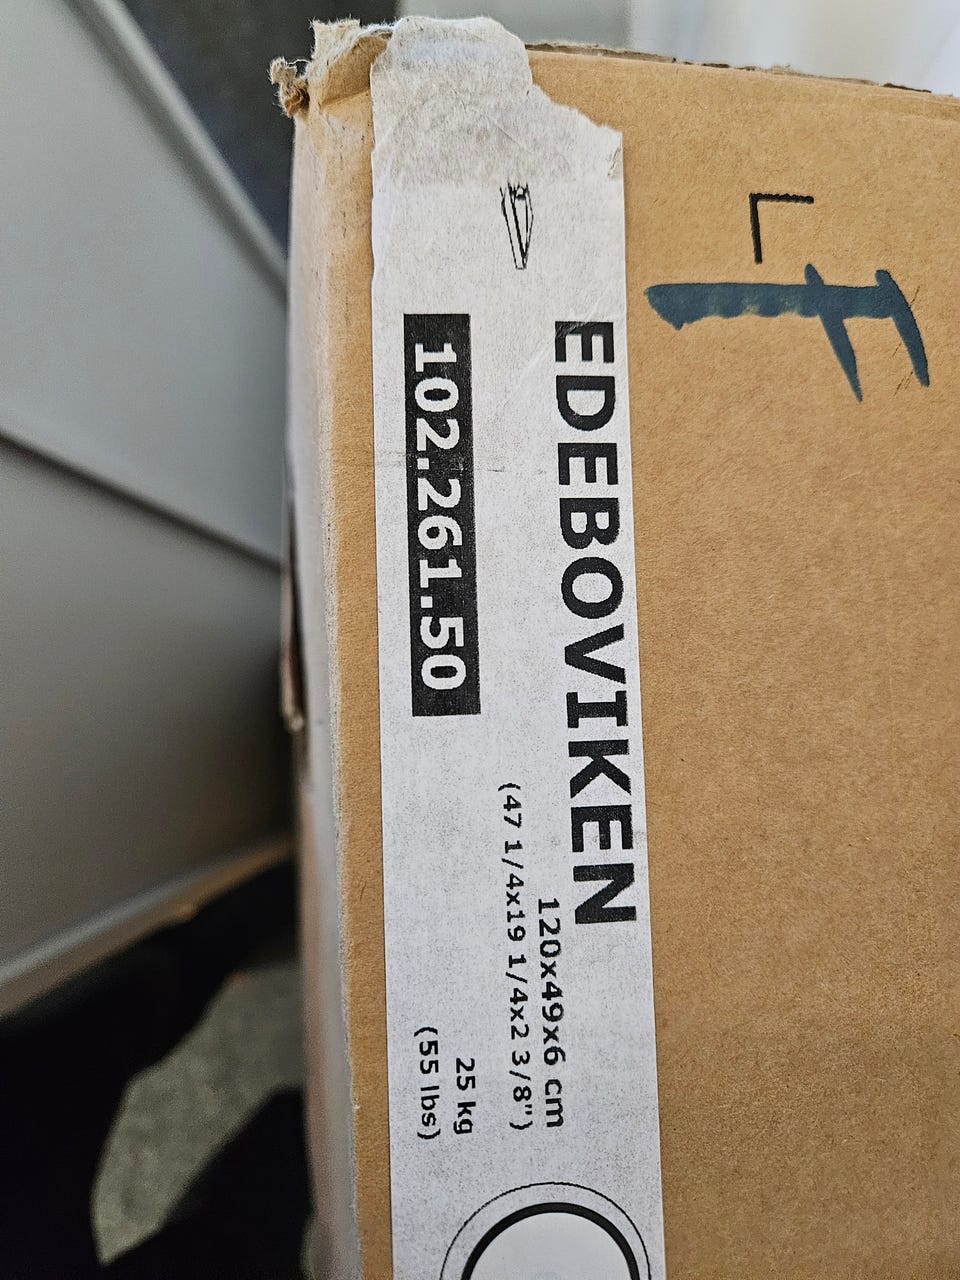 EDEBOVIKEN
120x49x6 cm
(47 1/4x19 1/4x2 3/8")
102.261.50
25 kg
(55 lbs)